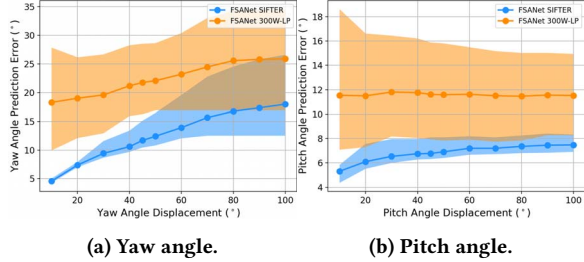 FSANet SIFTER
FSANet 300W-LP
Yaw Angle Prediction Error (°)
35
30
25
20
15
10
5
20
40
60
80
100
Yaw Angle Displacement (°)
(a) Yaw angle.
FSANet SIFTER
FSANet 300W-LP
Pitch Angle Prediction Error (°)
18
16
14
12
10
8
6
4
20
40
60
80
100
Pitch Angle Displacement (°)
(b) Pitch angle.